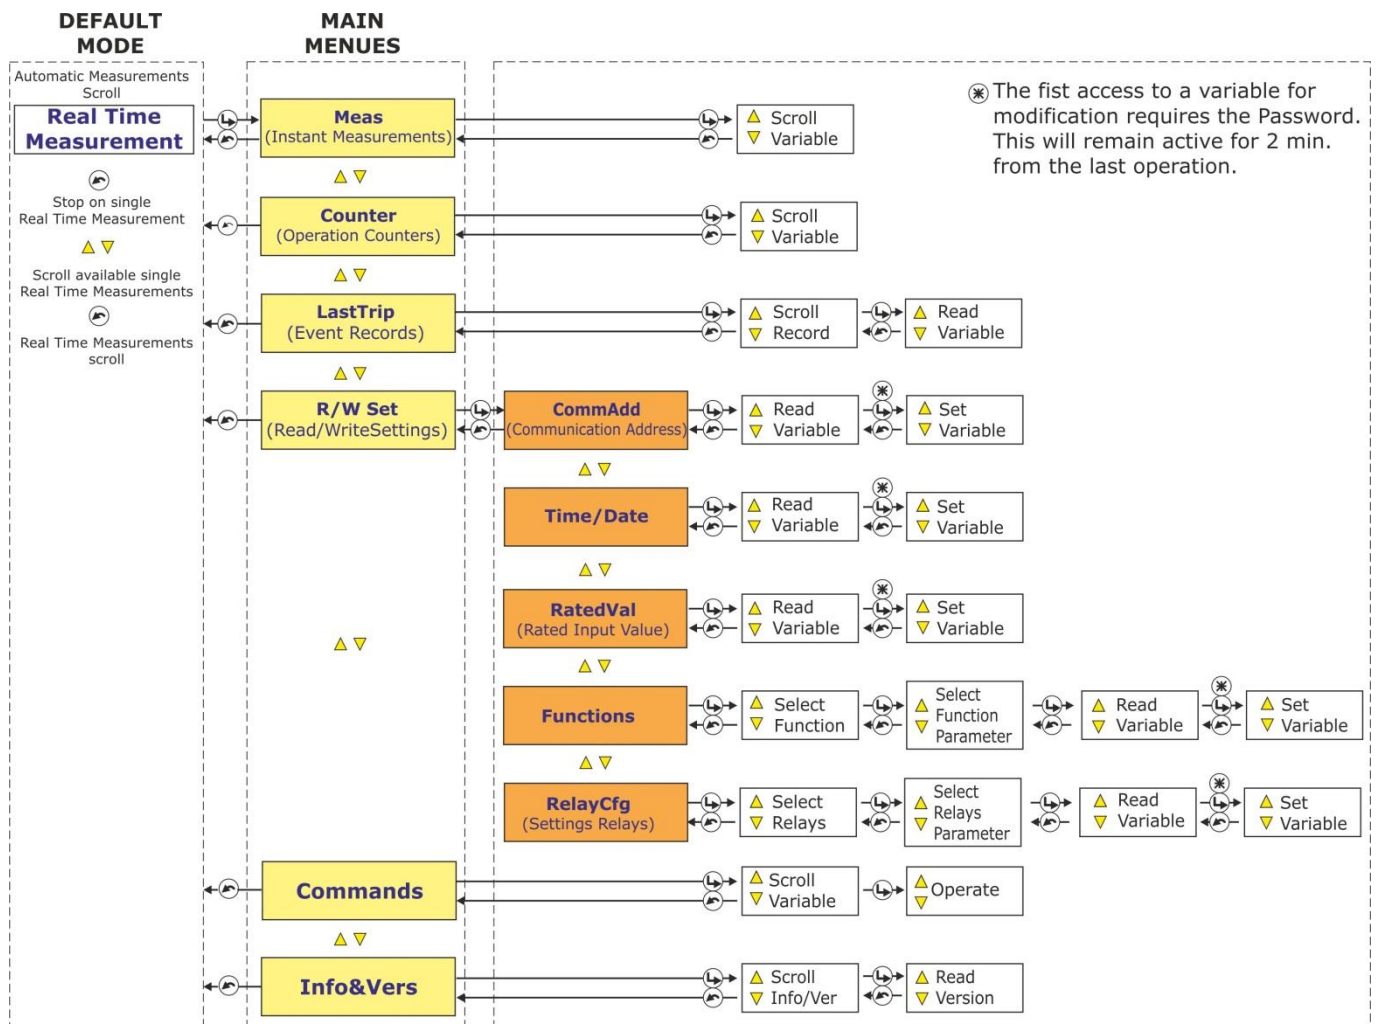 DEFAULT
MODE
MAIN
MENUES
Automatic Measurements
Scroll
Real Time
Measurement
Stop on single
Real Time Measurement
Scroll available single
Real Time Measurements
Real Time Measurements
scroll
The fist access to a variable for
modification requires the Password.
This will remain active for 2 min.
from the last operation.
Meas
(Instant Measurements)
Scroll
Variable
Counter
(Operation Counters)
Scroll
Variable
LastTrip
(Event Records)
Scroll
Record
Read
Variable
R/W Set
(Read/WriteSettings)
CommAdd
(Communication Address)
Read
Variable
Set
Variable
Time/Date
Read
Variable
Set
Variable
RatedVal
(Rated Input Value)
Read
Variable
Set
Variable
Functions
Select
Function
Select
Function
Parameter
Read
Variable
Set
Variable
RelayCfg
(Settings Relays)
Select
Relays
Select
Relays
Parameter
Read
Variable
Set
Variable
Commands
Scroll
Variable
Operate
Info&Vers
Scroll
Info/Ver
Read
Version